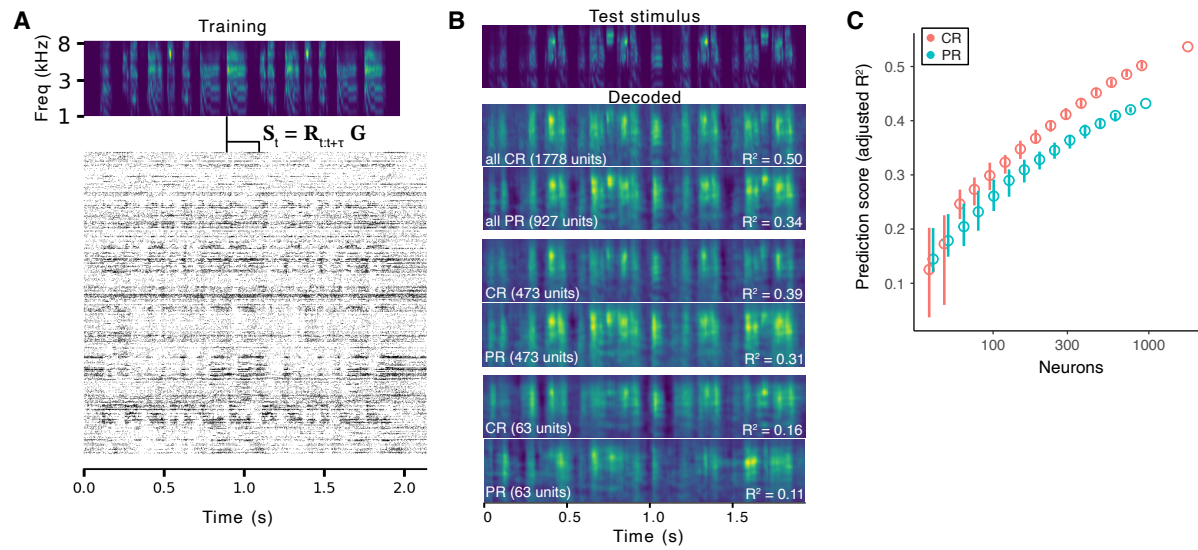 A
Training
Freq (kHz)
8
3
1
S_t = R_{t:t+τ} G
0.0 0.5 1.0 1.5 2.0
Time (s)
B
Test stimulus
Decoded
all CR (1778 units) R² = 0.50
all PR (927 units) R² = 0.34
CR (473 units) R² = 0.39
PR (473 units) R² = 0.31
CR (63 units) R² = 0.16
PR (63 units) R² = 0.11
0 0.5 1.0 1.5
Time (s)
C
CR
PR
Prediction score (adjusted R²)
0.5
0.4
0.3
0.2
0.1
100 300 1000
Neurons